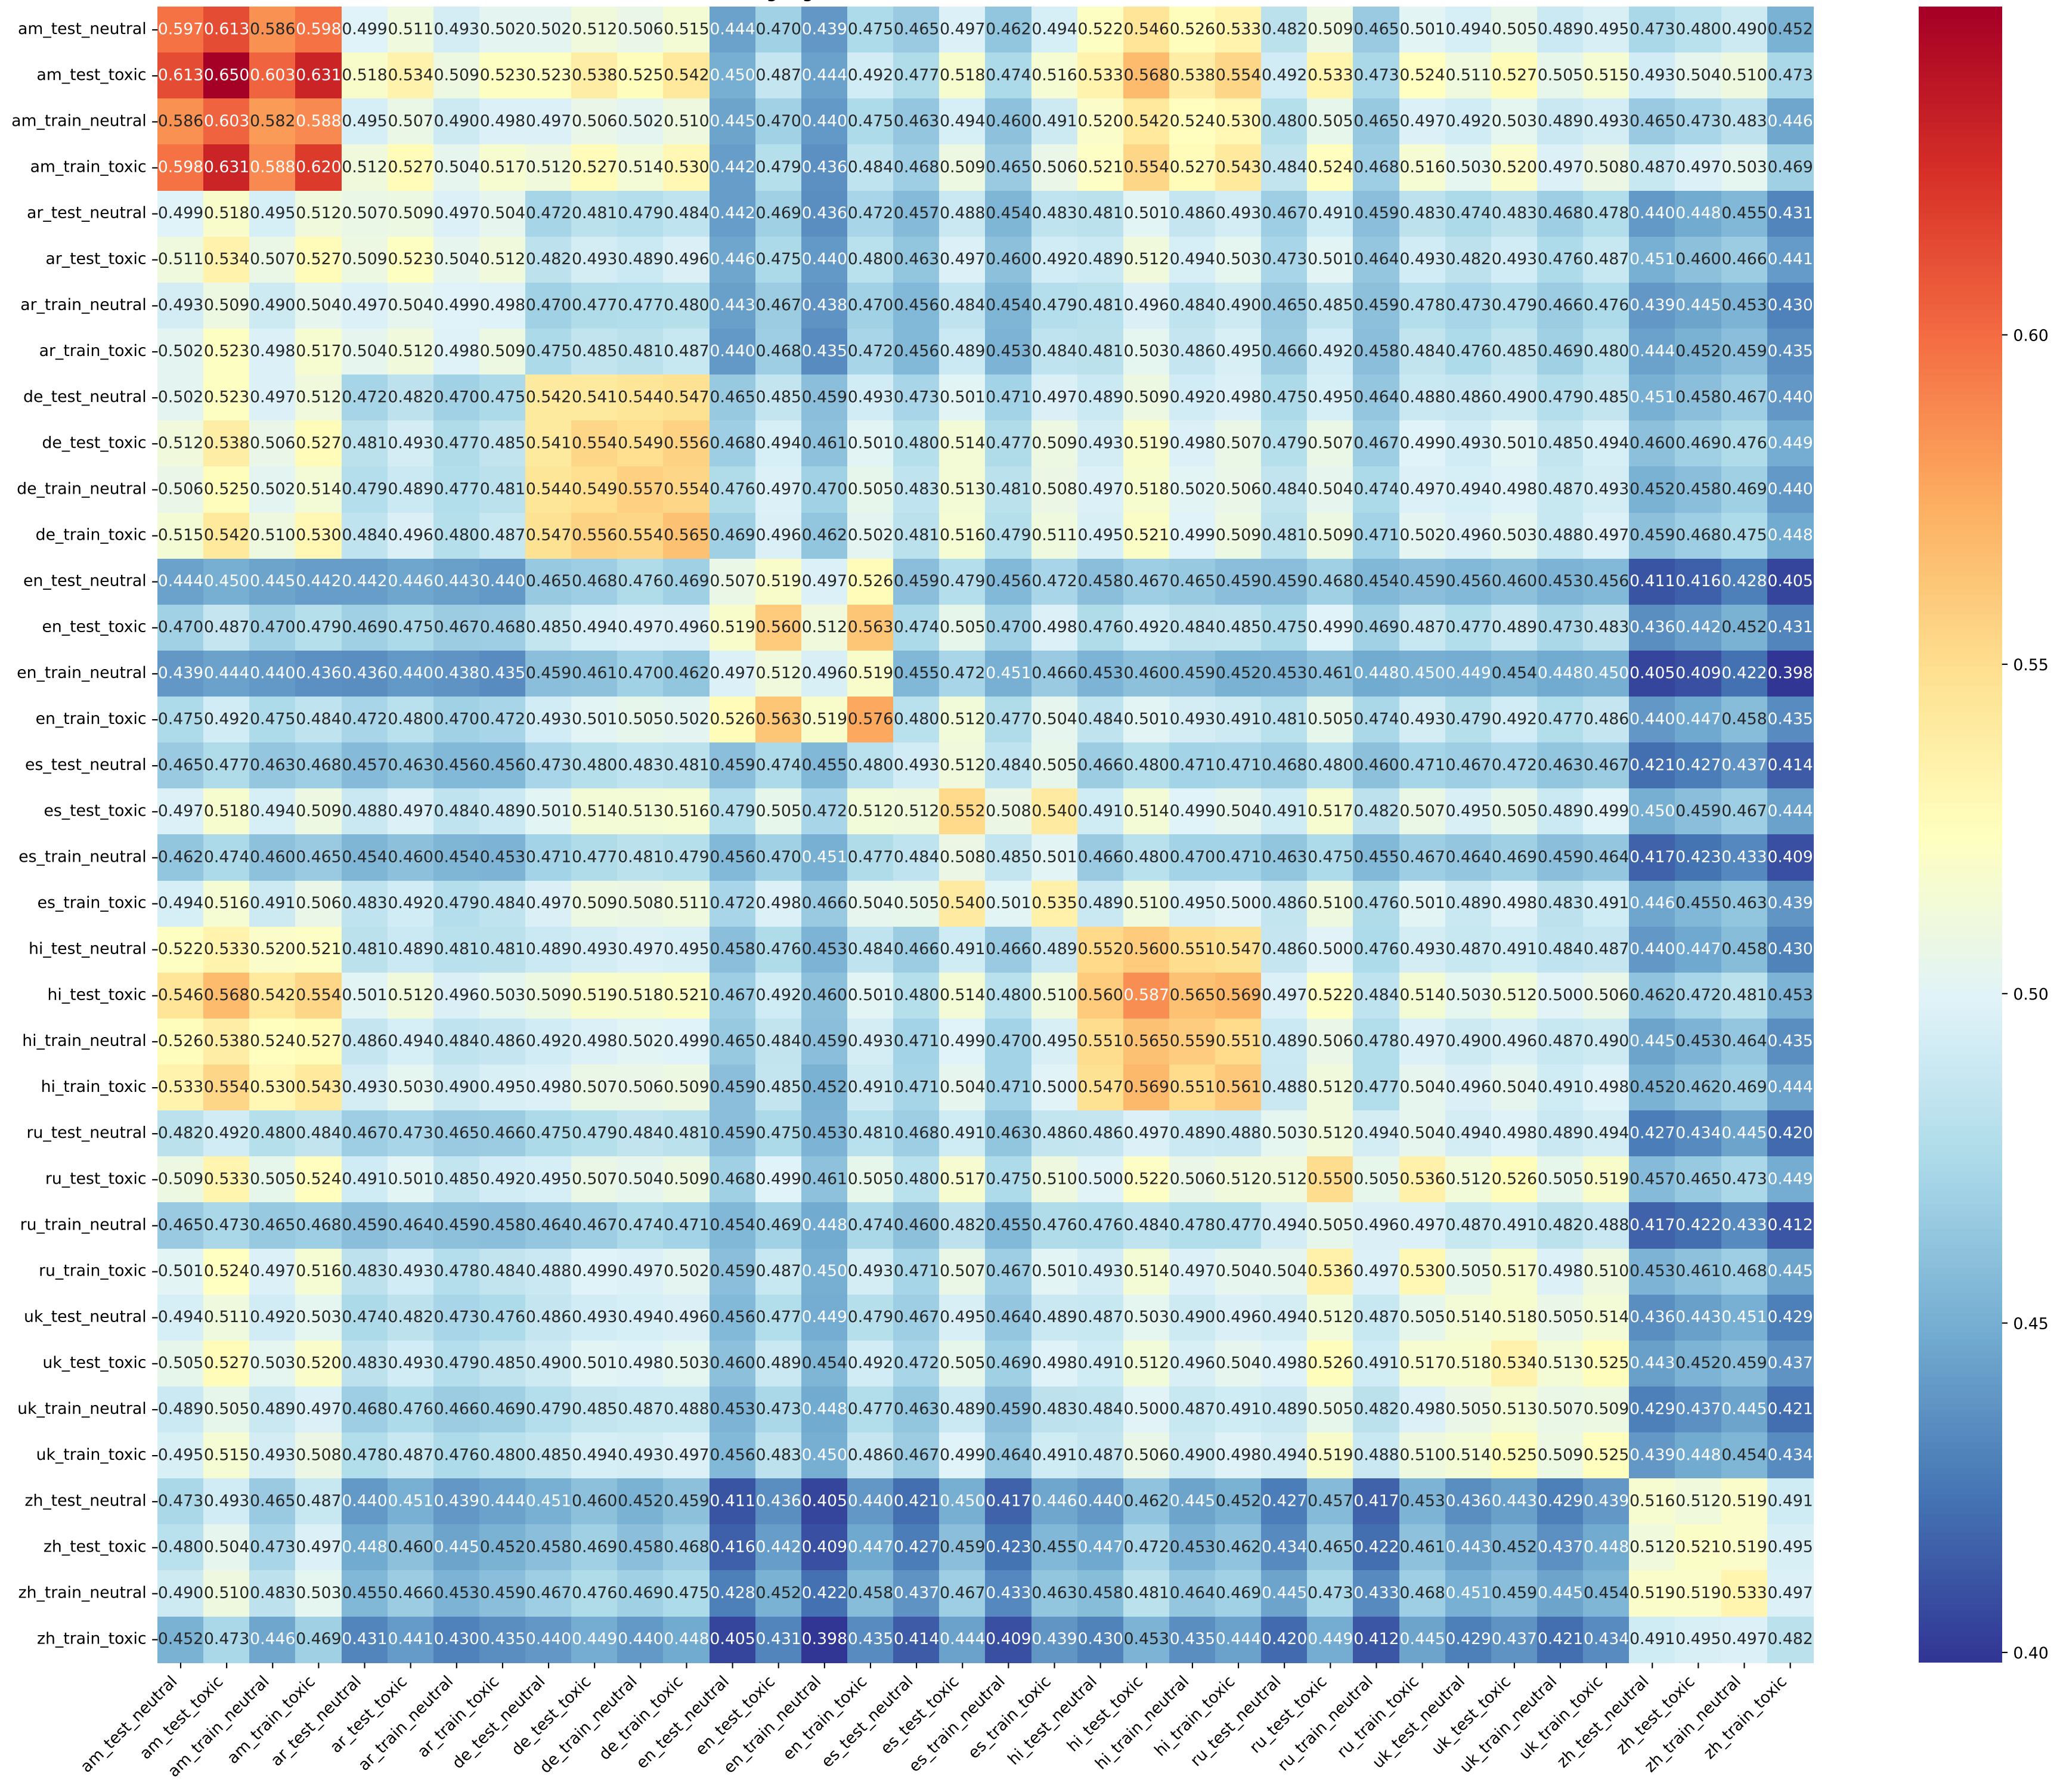 am_test_neutral 0.597 0.613 0.586 0.598 0.499 0.511 0.493 0.502 0.502 0.512 0.506 0.515 0.444 0.470 0.439 0.475 0.465 0.497 0.462 0.494 0.522 0.546 0.526 0.533 0.482 0.509 0.465 0.501 0.494 0.505 0.489 0.495 0.473 0.480 0.490 0.452
am_test_toxic 0.613 0.650 0.603 0.631 0.518 0.534 0.509 0.523 0.523 0.538 0.525 0.542 0.450 0.487 0.444 0.492 0.477 0.518 0.474 0.516 0.533 0.568 0.538 0.554 0.492 0.533 0.473 0.524 0.511 0.527 0.505 0.515 0.493 0.504 0.510 0.473
am_train_neutral 0.586 0.603 0.582 0.588 0.495 0.507 0.490 0.498 0.497 0.506 0.502 0.510 0.445 0.470 0.440 0.475 0.463 0.494 0.460 0.491 0.520 0.542 0.524 0.530 0.480 0.505 0.465 0.497 0.492 0.503 0.489 0.493 0.465 0.473 0.483 0.446
0.60
am_train_toxic 0.598 0.631 0.588 0.620 0.512 0.527 0.504 0.517 0.512 0.527 0.514 0.530 0.442 0.479 0.436 0.484 0.468 0.509 0.465 0.506 0.521 0.554 0.527 0.543 0.484 0.524 0.468 0.516 0.503 0.520 0.497 0.508 0.487 0.497 0.503 0.469
ar_test_neutral 0.499 0.518 0.495 0.512 0.507 0.509 0.497 0.504 0.472 0.481 0.479 0.484 0.442 0.469 0.436 0.472 0.457 0.488 0.454 0.483 0.481 0.501 0.486 0.493 0.467 0.491 0.459 0.483 0.474 0.483 0.468 0.478 0.440 0.448 0.455 0.431
ar_test_toxic 0.511 0.534 0.507 0.527 0.509 0.523 0.504 0.512 0.482 0.493 0.489 0.496 0.446 0.475 0.440 0.480 0.463 0.497 0.460 0.492 0.489 0.512 0.494 0.503 0.473 0.501 0.464 0.493 0.482 0.493 0.476 0.487 0.451 0.460 0.466 0.441
ar_train_neutral 0.493 0.509 0.490 0.504 0.497 0.504 0.499 0.498 0.470 0.477 0.477 0.480 0.443 0.467 0.438 0.470 0.456 0.484 0.454 0.479 0.481 0.496 0.484 0.490 0.465 0.485 0.459 0.478 0.473 0.479 0.466 0.476 0.439 0.445 0.453 0.430
ar_train_toxic 0.502 0.523 0.498 0.517 0.504 0.512 0.498 0.509 0.475 0.485 0.481 0.487 0.440 0.468 0.435 0.472 0.456 0.489 0.453 0.484 0.481 0.503 0.486 0.495 0.466 0.492 0.458 0.484 0.476 0.485 0.469 0.480 0.444 0.452 0.459 0.435
de_test_neutral 0.502 0.523 0.497 0.512 0.472 0.482 0.470 0.475 0.542 0.541 0.544 0.547 0.465 0.485 0.459 0.493 0.473 0.501 0.471 0.497 0.489 0.509 0.492 0.498 0.475 0.495 0.464 0.488 0.486 0.490 0.479 0.485 0.451 0.458 0.467 0.440
de_test_toxic 0.512 0.538 0.506 0.527 0.481 0.493 0.477 0.485 0.541 0.554 0.549 0.556 0.468 0.494 0.461 0.501 0.480 0.514 0.477 0.509 0.493 0.519 0.498 0.507 0.479 0.507 0.467 0.499 0.493 0.501 0.485 0.494 0.460 0.469 0.476 0.449
de_train_neutral 0.506 0.525 0.502 0.514 0.479 0.489 0.477 0.481 0.544 0.549 0.557 0.554 0.476 0.497 0.470 0.505 0.483 0.513 0.481 0.508 0.497 0.518 0.502 0.506 0.484 0.504 0.474 0.497 0.494 0.498 0.487 0.493 0.452 0.458 0.469 0.440
de_train_toxic 0.515 0.542 0.510 0.530 0.484 0.496 0.480 0.487 0.547 0.556 0.554 0.565 0.469 0.496 0.462 0.502 0.481 0.516 0.479 0.511 0.495 0.521 0.499 0.509 0.481 0.509 0.471 0.502 0.496 0.503 0.488 0.497 0.459 0.468 0.475 0.448
en_test_neutral 0.444 0.450 0.445 0.442 0.442 0.446 0.443 0.440 0.465 0.468 0.476 0.469 0.507 0.519 0.497 0.526 0.459 0.479 0.456 0.472 0.458 0.467 0.465 0.459 0.459 0.468 0.454 0.459 0.456 0.460 0.453 0.456 0.411 0.416 0.428 0.405
en_test_toxic 0.470 0.487 0.470 0.479 0.469 0.475 0.467 0.468 0.485 0.494 0.497 0.496 0.519 0.560 0.512 0.563 0.474 0.505 0.470 0.498 0.476 0.492 0.484 0.485 0.475 0.499 0.469 0.487 0.477 0.489 0.473 0.483 0.436 0.442 0.452 0.431
0.55
en_train_neutral 0.439 0.444 0.440 0.436 0.436 0.440 0.438 0.435 0.459 0.461 0.470 0.462 0.497 0.512 0.496 0.519 0.455 0.472 0.451 0.466 0.453 0.460 0.459 0.452 0.453 0.461 0.448 0.450 0.449 0.454 0.448 0.450 0.405 0.409 0.422 0.398
en_train_toxic 0.475 0.492 0.475 0.484 0.472 0.480 0.470 0.472 0.493 0.501 0.505 0.502 0.526 0.563 0.519 0.576 0.480 0.512 0.477 0.504 0.484 0.501 0.493 0.491 0.481 0.505 0.474 0.493 0.479 0.492 0.477 0.486 0.440 0.447 0.458 0.435
es_test_neutral 0.465 0.477 0.463 0.468 0.457 0.463 0.456 0.456 0.473 0.480 0.483 0.481 0.459 0.474 0.455 0.480 0.493 0.512 0.484 0.505 0.466 0.480 0.471 0.471 0.468 0.480 0.460 0.471 0.467 0.472 0.463 0.467 0.421 0.427 0.437 0.414
es_test_toxic 0.497 0.518 0.494 0.509 0.488 0.497 0.484 0.489 0.501 0.514 0.513 0.516 0.479 0.505 0.472 0.512 0.512 0.552 0.508 0.540 0.491 0.514 0.499 0.504 0.491 0.517 0.482 0.507 0.495 0.505 0.489 0.499 0.450 0.459 0.467 0.444
es_train_neutral 0.462 0.474 0.460 0.465 0.454 0.460 0.454 0.453 0.471 0.477 0.481 0.479 0.456 0.470 0.451 0.477 0.484 0.508 0.485 0.501 0.466 0.480 0.470 0.471 0.463 0.475 0.455 0.467 0.464 0.469 0.459 0.464 0.417 0.423 0.433 0.409
es_train_toxic 0.494 0.516 0.491 0.506 0.483 0.492 0.479 0.484 0.497 0.509 0.508 0.511 0.472 0.498 0.466 0.504 0.505 0.540 0.501 0.535 0.489 0.510 0.495 0.500 0.486 0.510 0.476 0.501 0.489 0.498 0.483 0.491 0.446 0.455 0.463 0.439
hi_test_neutral 0.522 0.533 0.520 0.521 0.481 0.489 0.481 0.481 0.489 0.493 0.497 0.495 0.458 0.476 0.453 0.484 0.466 0.491 0.466 0.489 0.552 0.560 0.551 0.547 0.486 0.500 0.476 0.493 0.487 0.491 0.484 0.487 0.440 0.447 0.458 0.430
hi_test_toxic 0.546 0.568 0.542 0.554 0.501 0.512 0.496 0.503 0.509 0.519 0.518 0.521 0.467 0.492 0.460 0.501 0.480 0.514 0.480 0.510 0.560 0.587 0.565 0.569 0.497 0.522 0.484 0.514 0.503 0.512 0.500 0.506 0.462 0.472 0.481 0.453
0.50
hi_train_neutral 0.526 0.538 0.524 0.527 0.486 0.494 0.484 0.486 0.492 0.498 0.502 0.499 0.465 0.484 0.459 0.493 0.471 0.499 0.470 0.495 0.551 0.565 0.559 0.551 0.489 0.506 0.478 0.497 0.490 0.496 0.487 0.490 0.445 0.453 0.464 0.435
hi_train_toxic 0.533 0.554 0.530 0.543 0.493 0.503 0.490 0.495 0.498 0.507 0.506 0.509 0.459 0.485 0.452 0.491 0.471 0.504 0.471 0.500 0.547 0.569 0.551 0.561 0.488 0.512 0.477 0.504 0.496 0.504 0.491 0.498 0.452 0.462 0.469 0.444
ru_test_neutral 0.482 0.492 0.480 0.484 0.467 0.473 0.465 0.466 0.475 0.479 0.484 0.481 0.459 0.475 0.453 0.481 0.468 0.491 0.463 0.486 0.486 0.497 0.489 0.488 0.503 0.512 0.494 0.504 0.494 0.498 0.489 0.494 0.427 0.434 0.445 0.420
ru_test_toxic 0.509 0.533 0.505 0.524 0.491 0.501 0.485 0.492 0.495 0.507 0.504 0.509 0.468 0.499 0.461 0.505 0.480 0.517 0.475 0.510 0.500 0.522 0.506 0.512 0.512 0.550 0.505 0.536 0.512 0.526 0.505 0.519 0.457 0.465 0.473 0.449
ru_train_neutral 0.465 0.473 0.465 0.468 0.459 0.464 0.459 0.458 0.464 0.467 0.474 0.471 0.454 0.469 0.448 0.474 0.460 0.482 0.455 0.476 0.476 0.484 0.478 0.477 0.494 0.505 0.496 0.497 0.487 0.491 0.482 0.488 0.417 0.422 0.433 0.412
ru_train_toxic 0.501 0.524 0.497 0.516 0.483 0.493 0.478 0.484 0.488 0.499 0.497 0.502 0.459 0.487 0.450 0.493 0.471 0.507 0.467 0.501 0.493 0.514 0.497 0.504 0.504 0.536 0.497 0.530 0.505 0.517 0.498 0.510 0.453 0.461 0.468 0.445
uk_test_neutral 0.494 0.511 0.492 0.503 0.474 0.482 0.473 0.476 0.486 0.493 0.494 0.496 0.456 0.477 0.449 0.479 0.467 0.495 0.464 0.489 0.487 0.503 0.490 0.496 0.494 0.512 0.487 0.505 0.514 0.518 0.505 0.514 0.436 0.443 0.451 0.429
0.45
uk_test_toxic 0.505 0.527 0.503 0.520 0.483 0.493 0.479 0.485 0.490 0.501 0.498 0.503 0.460 0.489 0.454 0.492 0.472 0.505 0.469 0.498 0.491 0.512 0.496 0.504 0.498 0.526 0.491 0.517 0.518 0.534 0.513 0.525 0.443 0.452 0.459 0.437
uk_train_neutral 0.489 0.505 0.489 0.497 0.468 0.476 0.466 0.469 0.479 0.485 0.487 0.488 0.453 0.473 0.448 0.477 0.463 0.489 0.459 0.483 0.484 0.500 0.487 0.491 0.489 0.505 0.482 0.498 0.505 0.513 0.507 0.509 0.429 0.437 0.445 0.421
uk_train_toxic 0.495 0.515 0.493 0.508 0.478 0.487 0.476 0.480 0.485 0.494 0.493 0.497 0.456 0.483 0.450 0.486 0.467 0.499 0.464 0.491 0.487 0.506 0.490 0.498 0.494 0.519 0.488 0.510 0.514 0.525 0.509 0.525 0.439 0.448 0.454 0.434
zh_test_neutral 0.473 0.493 0.465 0.487 0.440 0.451 0.439 0.444 0.451 0.460 0.452 0.459 0.411 0.436 0.405 0.440 0.421 0.450 0.417 0.446 0.440 0.462 0.445 0.452 0.427 0.457 0.417 0.453 0.436 0.443 0.429 0.439 0.516 0.512 0.519 0.491
zh_test_toxic 0.480 0.504 0.473 0.497 0.448 0.460 0.445 0.452 0.458 0.469 0.458 0.468 0.416 0.442 0.409 0.447 0.427 0.459 0.423 0.455 0.447 0.472 0.453 0.462 0.434 0.465 0.422 0.461 0.443 0.452 0.437 0.448 0.512 0.521 0.519 0.495
zh_train_neutral 0.490 0.510 0.483 0.503 0.455 0.466 0.453 0.459 0.467 0.476 0.469 0.475 0.428 0.452 0.422 0.458 0.437 0.467 0.433 0.463 0.458 0.481 0.464 0.469 0.445 0.473 0.433 0.468 0.451 0.459 0.445 0.454 0.519 0.519 0.533 0.497
zh_train_toxic 0.452 0.473 0.446 0.469 0.431 0.441 0.430 0.435 0.440 0.449 0.440 0.448 0.405 0.431 0.398 0.435 0.414 0.444 0.409 0.439 0.430 0.453 0.435 0.444 0.420 0.449 0.412 0.445 0.429 0.437 0.421 0.434 0.491 0.495 0.497 0.482
0.40
am_test_neutral am_test_toxic am_train_neutral am_train_toxic ar_test_neutral ar_test_toxic ar_train_neutral ar_train_toxic de_test_neutral de_test_toxic de_train_neutral de_train_toxic en_test_neutral en_test_toxic en_train_neutral en_train_toxic es_test_neutral es_test_toxic es_train_neutral es_train_toxic hi_test_neutral hi_test_toxic hi_train_neutral hi_train_toxic ru_test_neutral ru_test_toxic ru_train_neutral ru_train_toxic uk_test_neutral uk_test_toxic uk_train_neutral uk_train_toxic zh_test_neutral zh_test_toxic zh_train_neutral zh_train_toxic